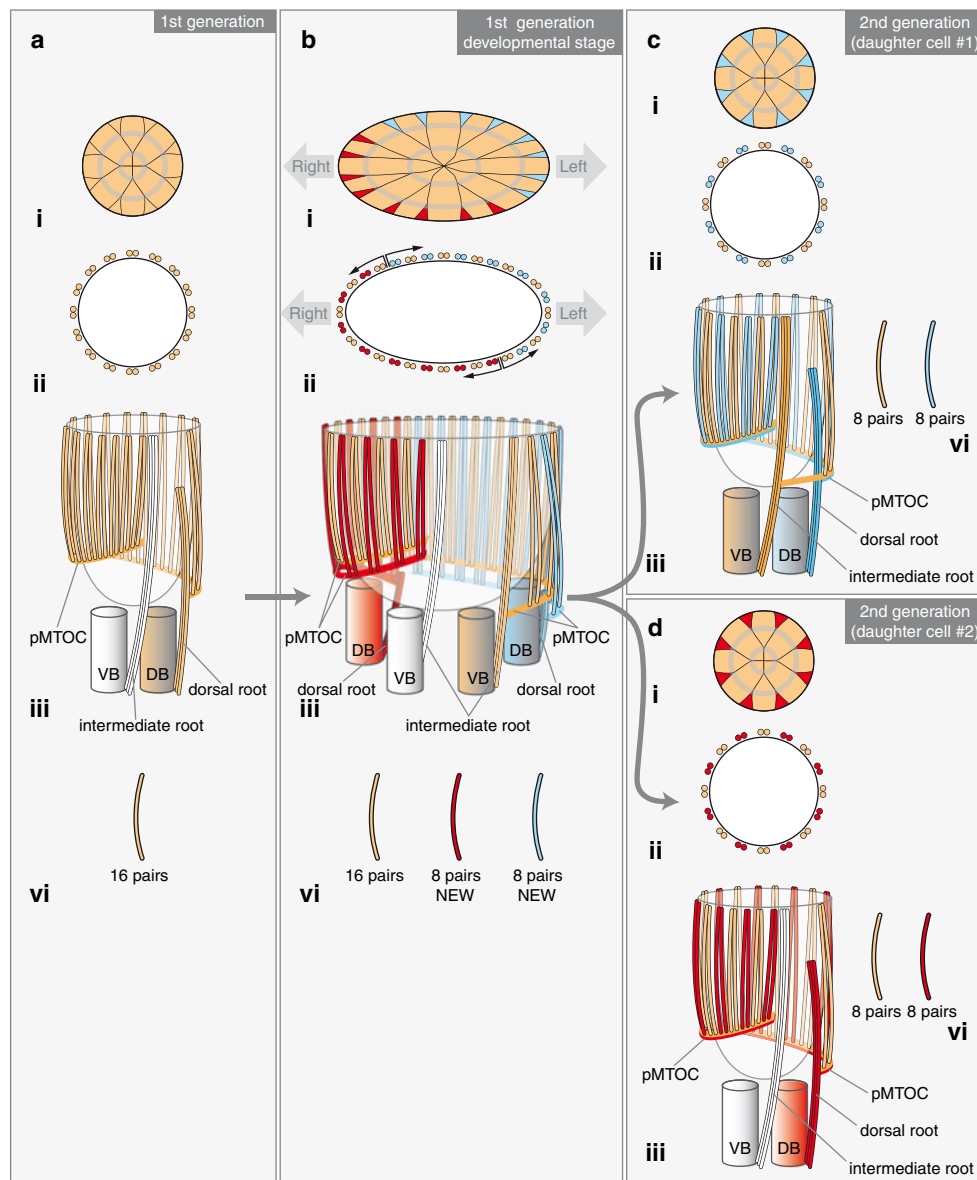 1st generation
a
i
ii
pMTOC
VB
DB
dorsal root
iii
intermediate root
vi
16 pairs
1st generation
developmental stage
b
Right
Left
i
Right
Left
ii
pMTOC
pMTOC
DB
DB
VB
VB
dorsal root
dorsal root
iii
intermediate root
vi
16 pairs
8 pairs
NEW
8 pairs
NEW
2nd generation
(daughter cell #1)
c
i
ii
8 pairs
8 pairs
vi
pMTOC
VB
DB
dorsal root
iii
intermediate root
2nd generation
(daughter cell #2)
d
i
ii
8 pairs
8 pairs
vi
pMTOC
pMTOC
VB
DB
dorsal root
iii
intermediate root